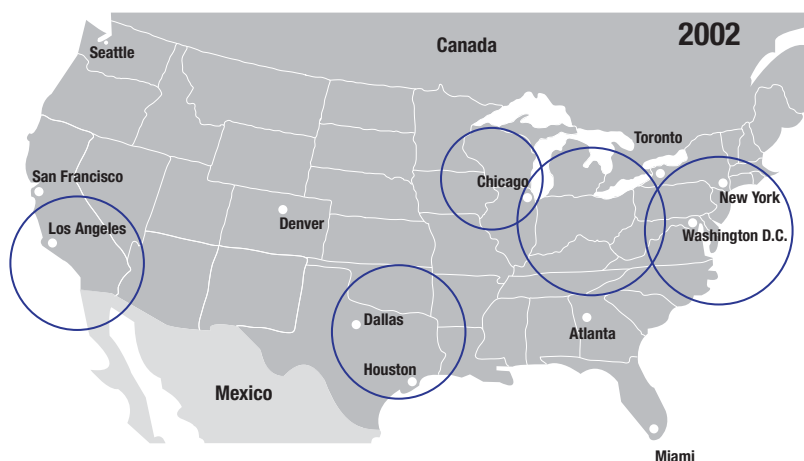 2002
Canada
Seattle
Toronto
San Francisco
Chicago
New York
Los Angeles
Denver
Washington D.C.
Dallas
Atlanta
Houston
Mexico
Miami